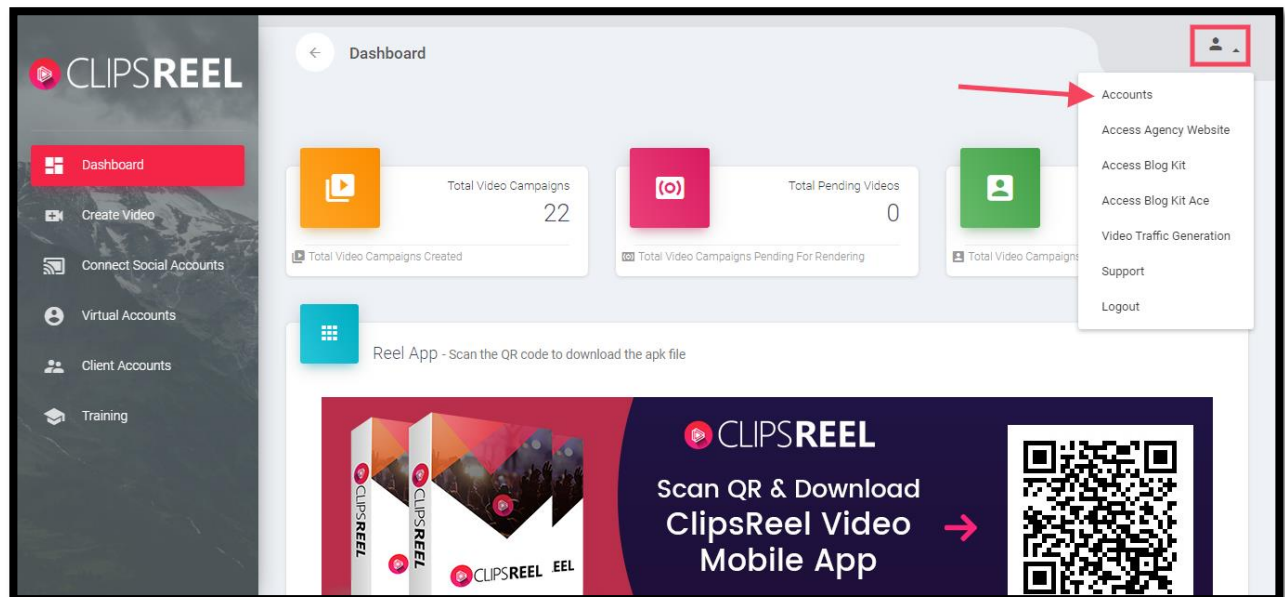 CLIPSREEL
Dashboard
Create Video
Connect Social Accounts
Virtual Accounts
Client Accounts
Training
Dashboard
Accounts
Access Agency Website
Access Blog Kit
Access Blog Kit Ace
Video Traffic Generation
Support
Logout
Total Video Campaigns
22
Total Video Campaigns Created
Total Pending Videos
0
Total Video Campaigns Pending For Rendering
Total Video Campaigns
Reel App - Scan the QR code to download the apk file
CLIPSREEL
CLIPSREEL
CLIPSREEL
EEL
CLIPSREEL
Scan QR & Download
ClipsReel Video
Mobile App